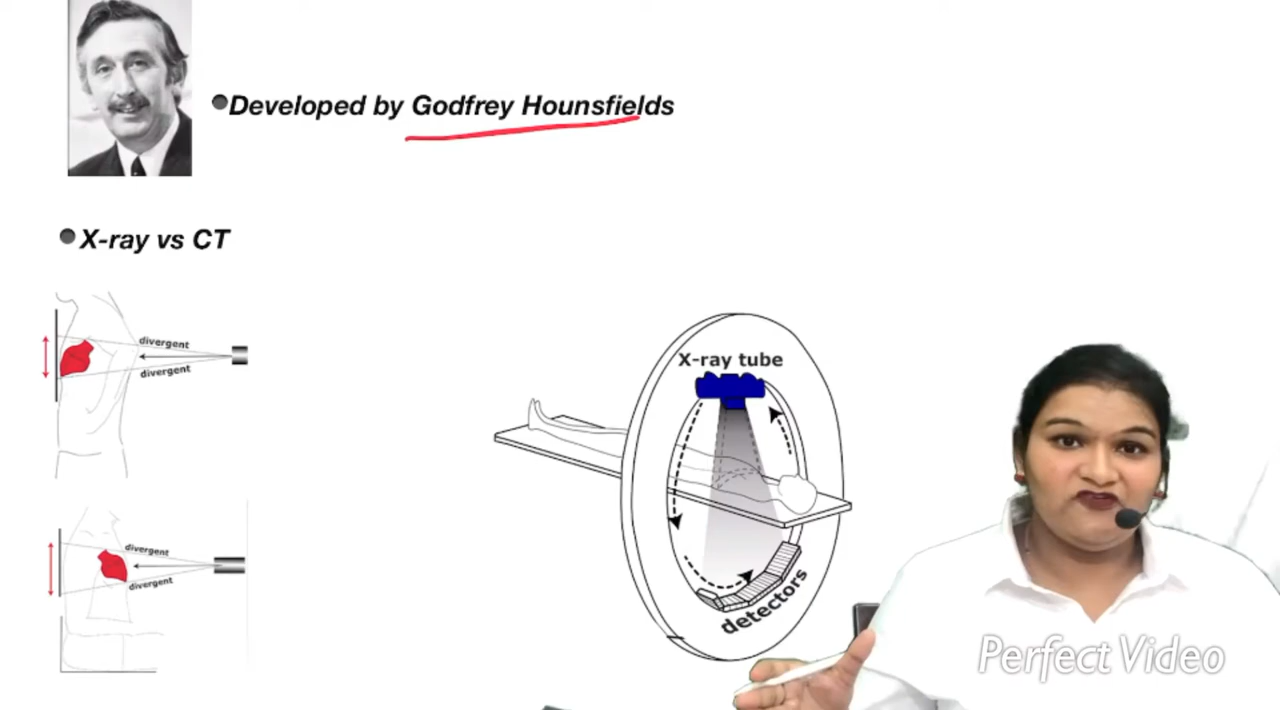 Developed by Godfrey Hounsfields
X-ray vs CT
divergent
divergent
divergent
divergent
X-ray tube
detectors
Perfect Video